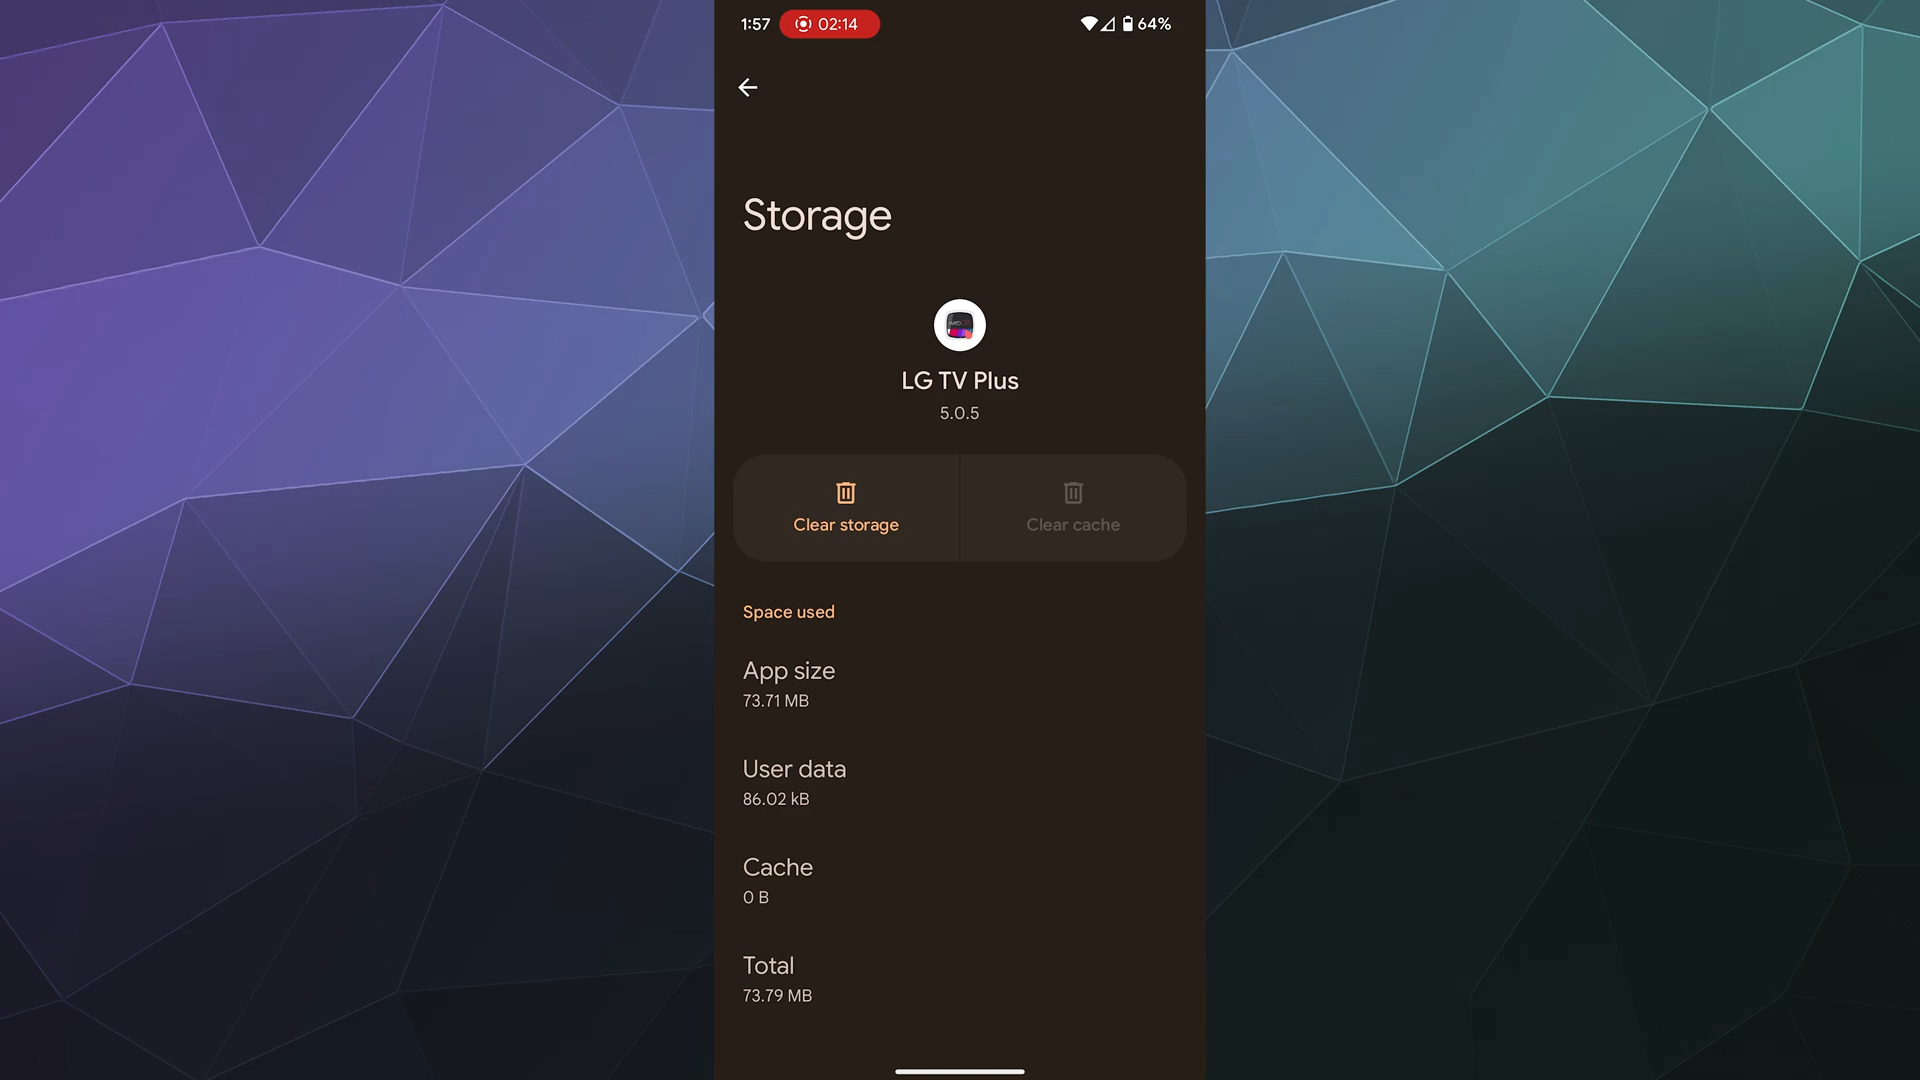 1:57 02:14 64%
Storage
LG TV Plus
5.0.5
Clear storage Clear cache
Space used
App size
73.71 MB
User data
86.02 kB
Cache
0 B
Total
73.79 MB